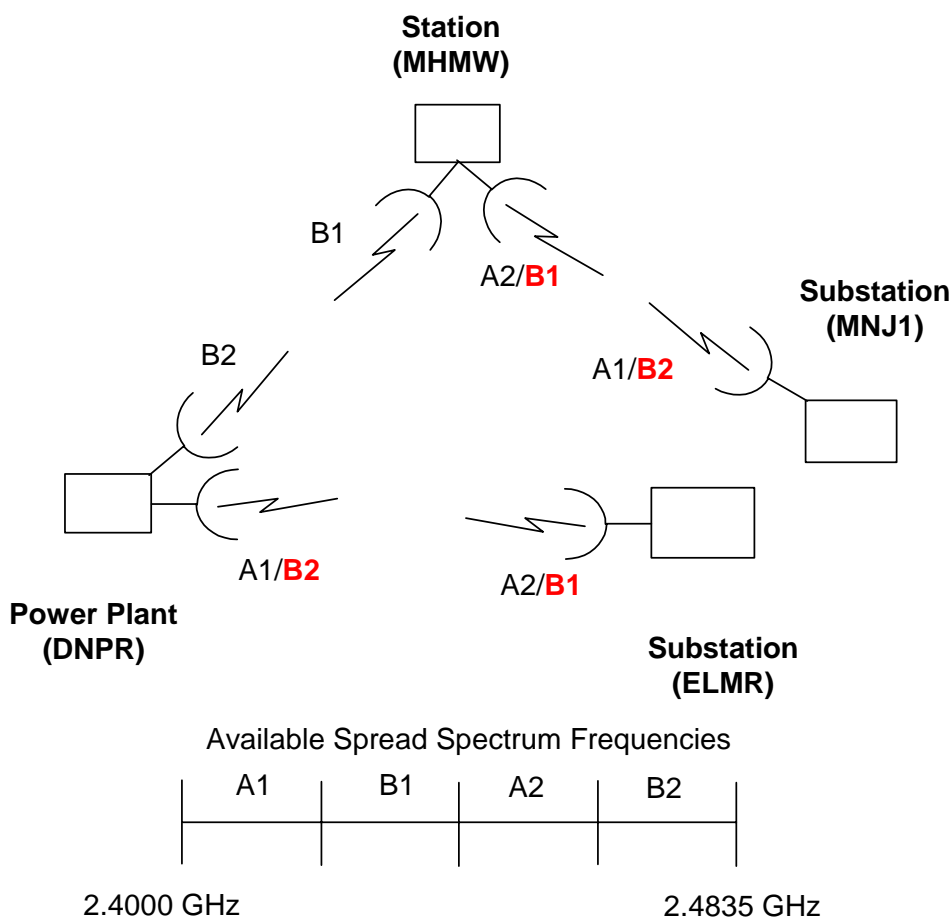 Station
(MHMW)
B1
A2/B1
Substation
(MNJ1)
B2
A1/B2
A1/B2
A2/B1
Power Plant
(DNPR)
Substation
(ELMR)
Available Spread Spectrum Frequencies
A1 B1 A2 B2
2.4000 GHz 2.4835 GHz